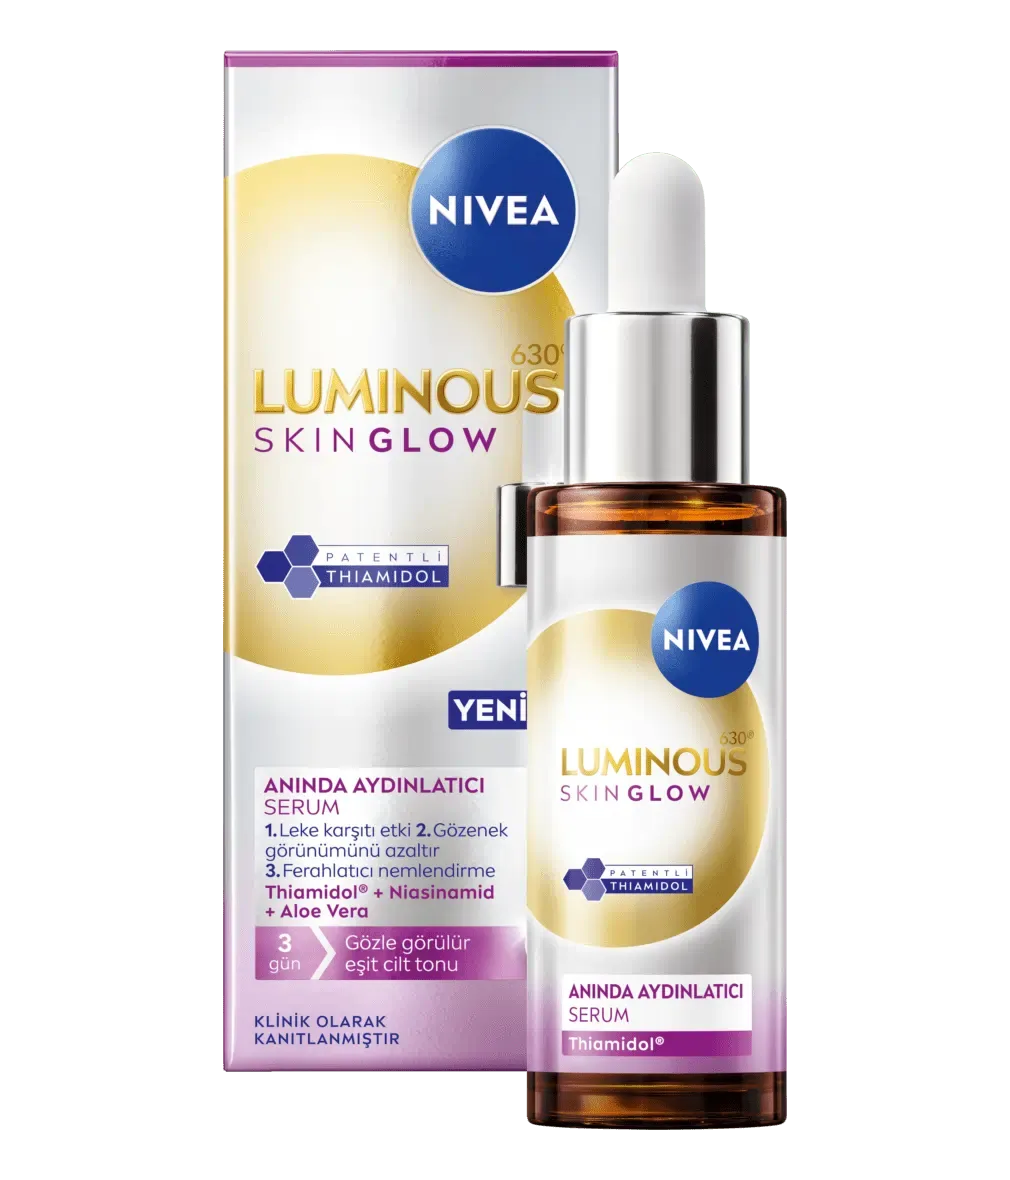 NIVEA
630®
LUMINOUS
SKIN GLOW
PATENTLİ
THIAMIDOL
YENİ
ANINDA AYDINLATICI
SERUM
1.Leke karşıtı etki 2.Gözenek
görünümünü azaltır
3.Ferahlatıcı nemlendirme
Thiamidol® + Niasinamid
+ Aloe Vera
3
gün
Gözle görülür
eşit cilt tonu
KLİNİK OLARAK
KANITLANMIŞTIR
NIVEA
630®
LUMINOUS
SKIN GLOW
PATENTLİ
THIAMIDOL
ANINDA AYDINLATICI
SERUM
Thiamidol®